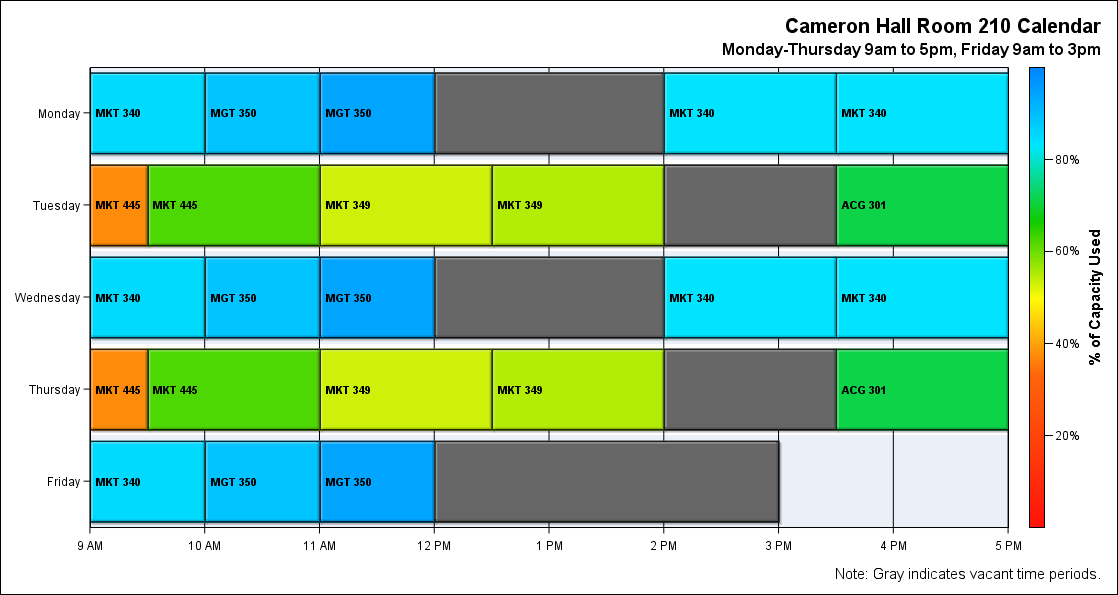 Cameron Hall Room 210 Calendar
Monday-Thursday 9am to 5pm, Friday 9am to 3pm
Monday
MKT 340
MGT 350
MGT 350
MKT 340
MKT 340
80%
Tuesday
MKT 445
MKT 445
MKT 349
MKT 349
ACG 301
60%
% of Capacity Used
Wednesday
MKT 340
MGT 350
MGT 350
MKT 340
MKT 340
40%
Thursday
MKT 445
MKT 445
MKT 349
MKT 349
ACG 301
20%
Friday
MKT 340
MGT 350
MGT 350
9 AM
10 AM
11 AM
12 PM
1 PM
2 PM
3 PM
4 PM
5 PM
Note: Gray indicates vacant time periods.